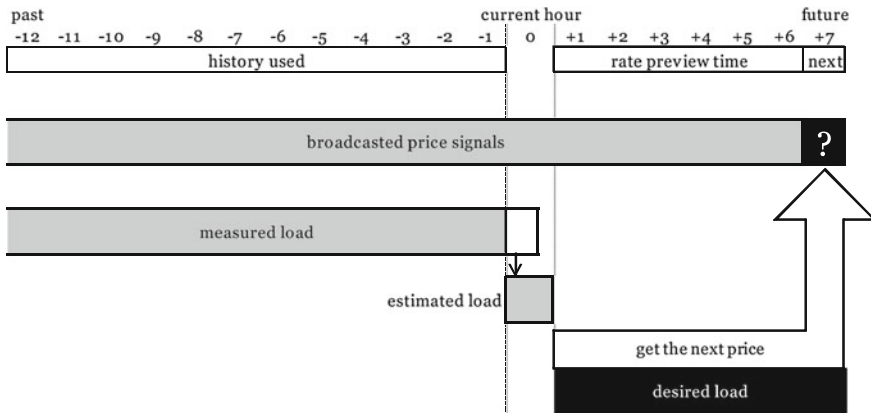 past current hour future
-12 -11 -10 -9 -8 -7 -6 -5 -4 -3 -2 -1 0 +1 +2 +3 +4 +5 +6 +7
history used rate preview time next
broadcasted price signals ?
measured load
estimated load
get the next price
desired load